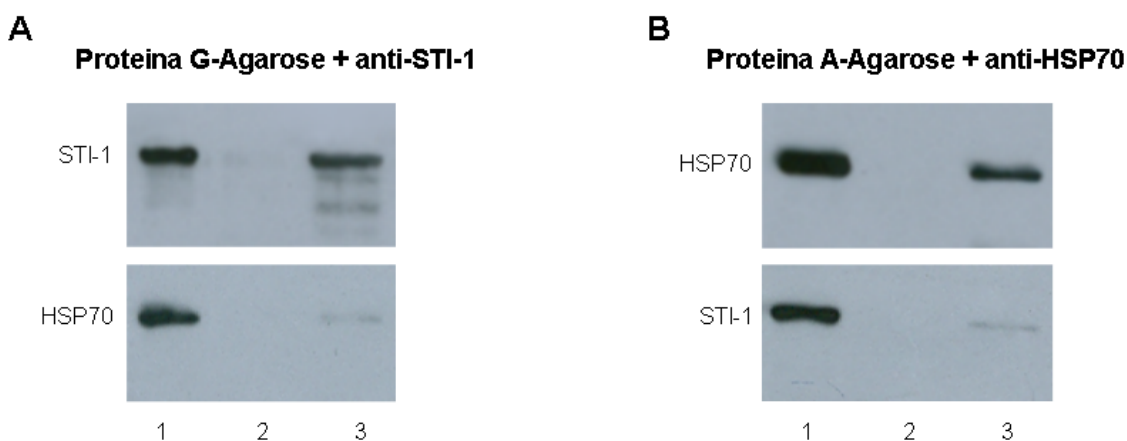 A
Proteina G-Agarose + anti-STI-1
STI-1
HSP70
1 2 3
B
Proteina A-Agarose + anti-HSP70
HSP70
STI-1
1 2 3